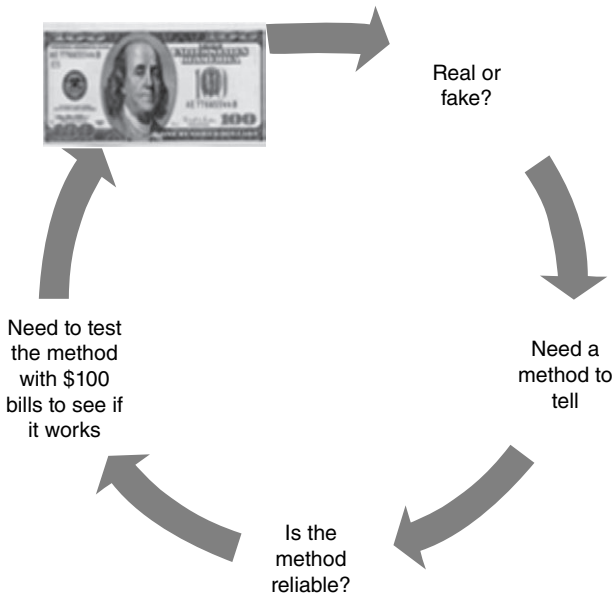 100
Real or
fake?
Need a
method to
tell
Is the
method
reliable?
Need to test
the method
with $100
bills to see if
it works